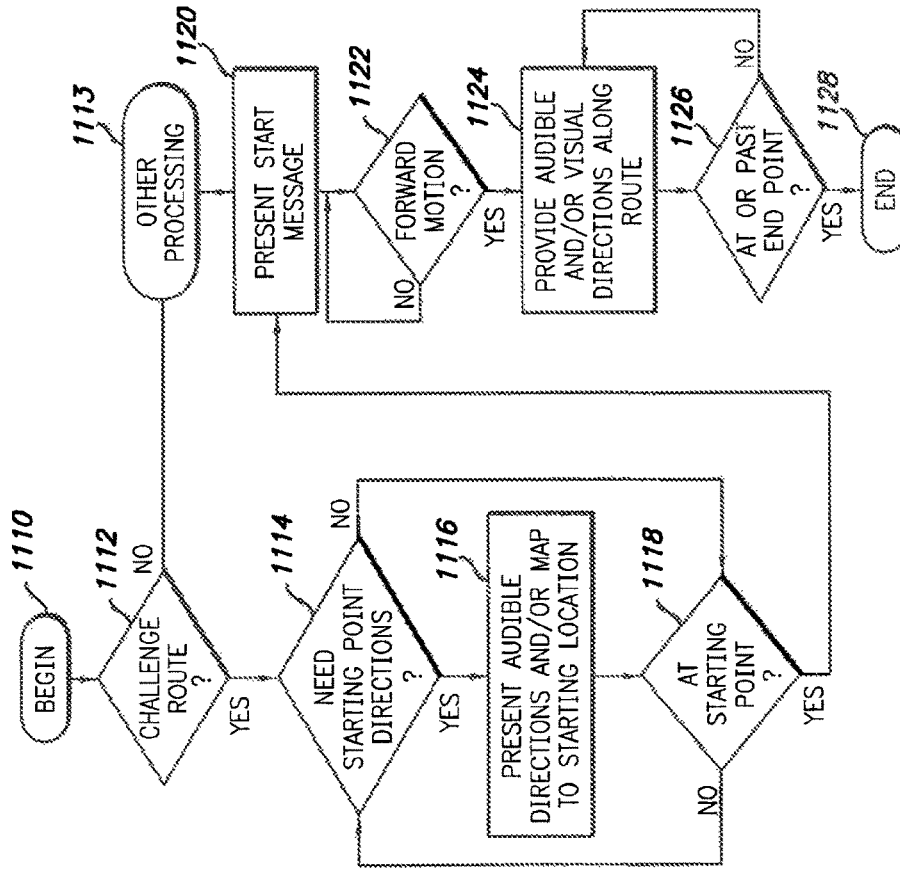 1110
BEGIN
1112
CHALLENGE
ROUTE
?
NO
YES
1114
NEED
STARTING POINT
DIRECTIONS
?
NO
YES
1116
PRESENT AUDIBLE
DIRECTIONS AND/OR MAP
TO STARTING LOCATION
1118
AT
STARTING
POINT
?
NO
YES
1113
OTHER
PROCESSING
1120
PRESENT START
MESSAGE
1122
FORWARD
MOTION
?
NO
YES
1124
PROVIDE AUDIBLE
AND/OR VISUAL
DIRECTIONS ALONG
ROUTE
1126
AT OR PAST
END POINT
?
NO
YES
1128
END